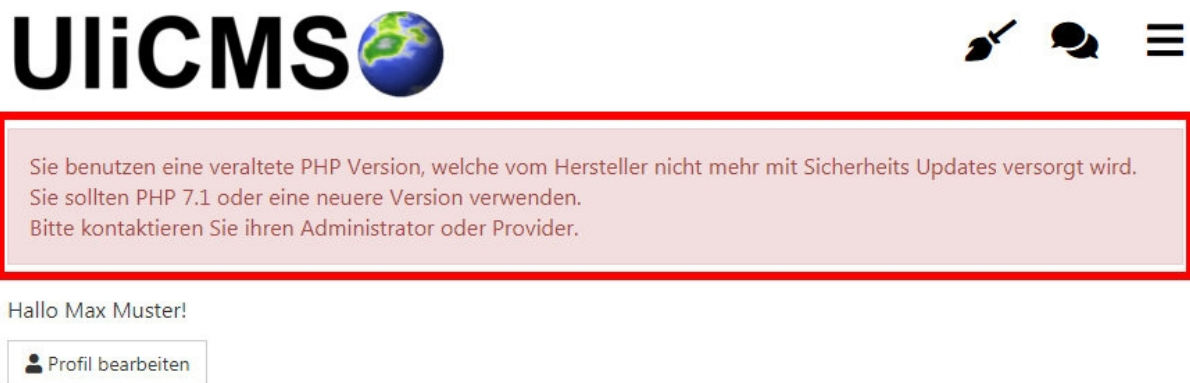 UliCMS
Sie benutzen eine veraltete PHP Version, welche vom Hersteller nicht mehr mit Sicherheits Updates versorgt wird.
Sie sollten PHP 7.1 oder eine neuere Version verwenden.
Bitte kontaktieren Sie ihren Administrator oder Provider.
Hallo Max Muster!
Profil bearbeiten